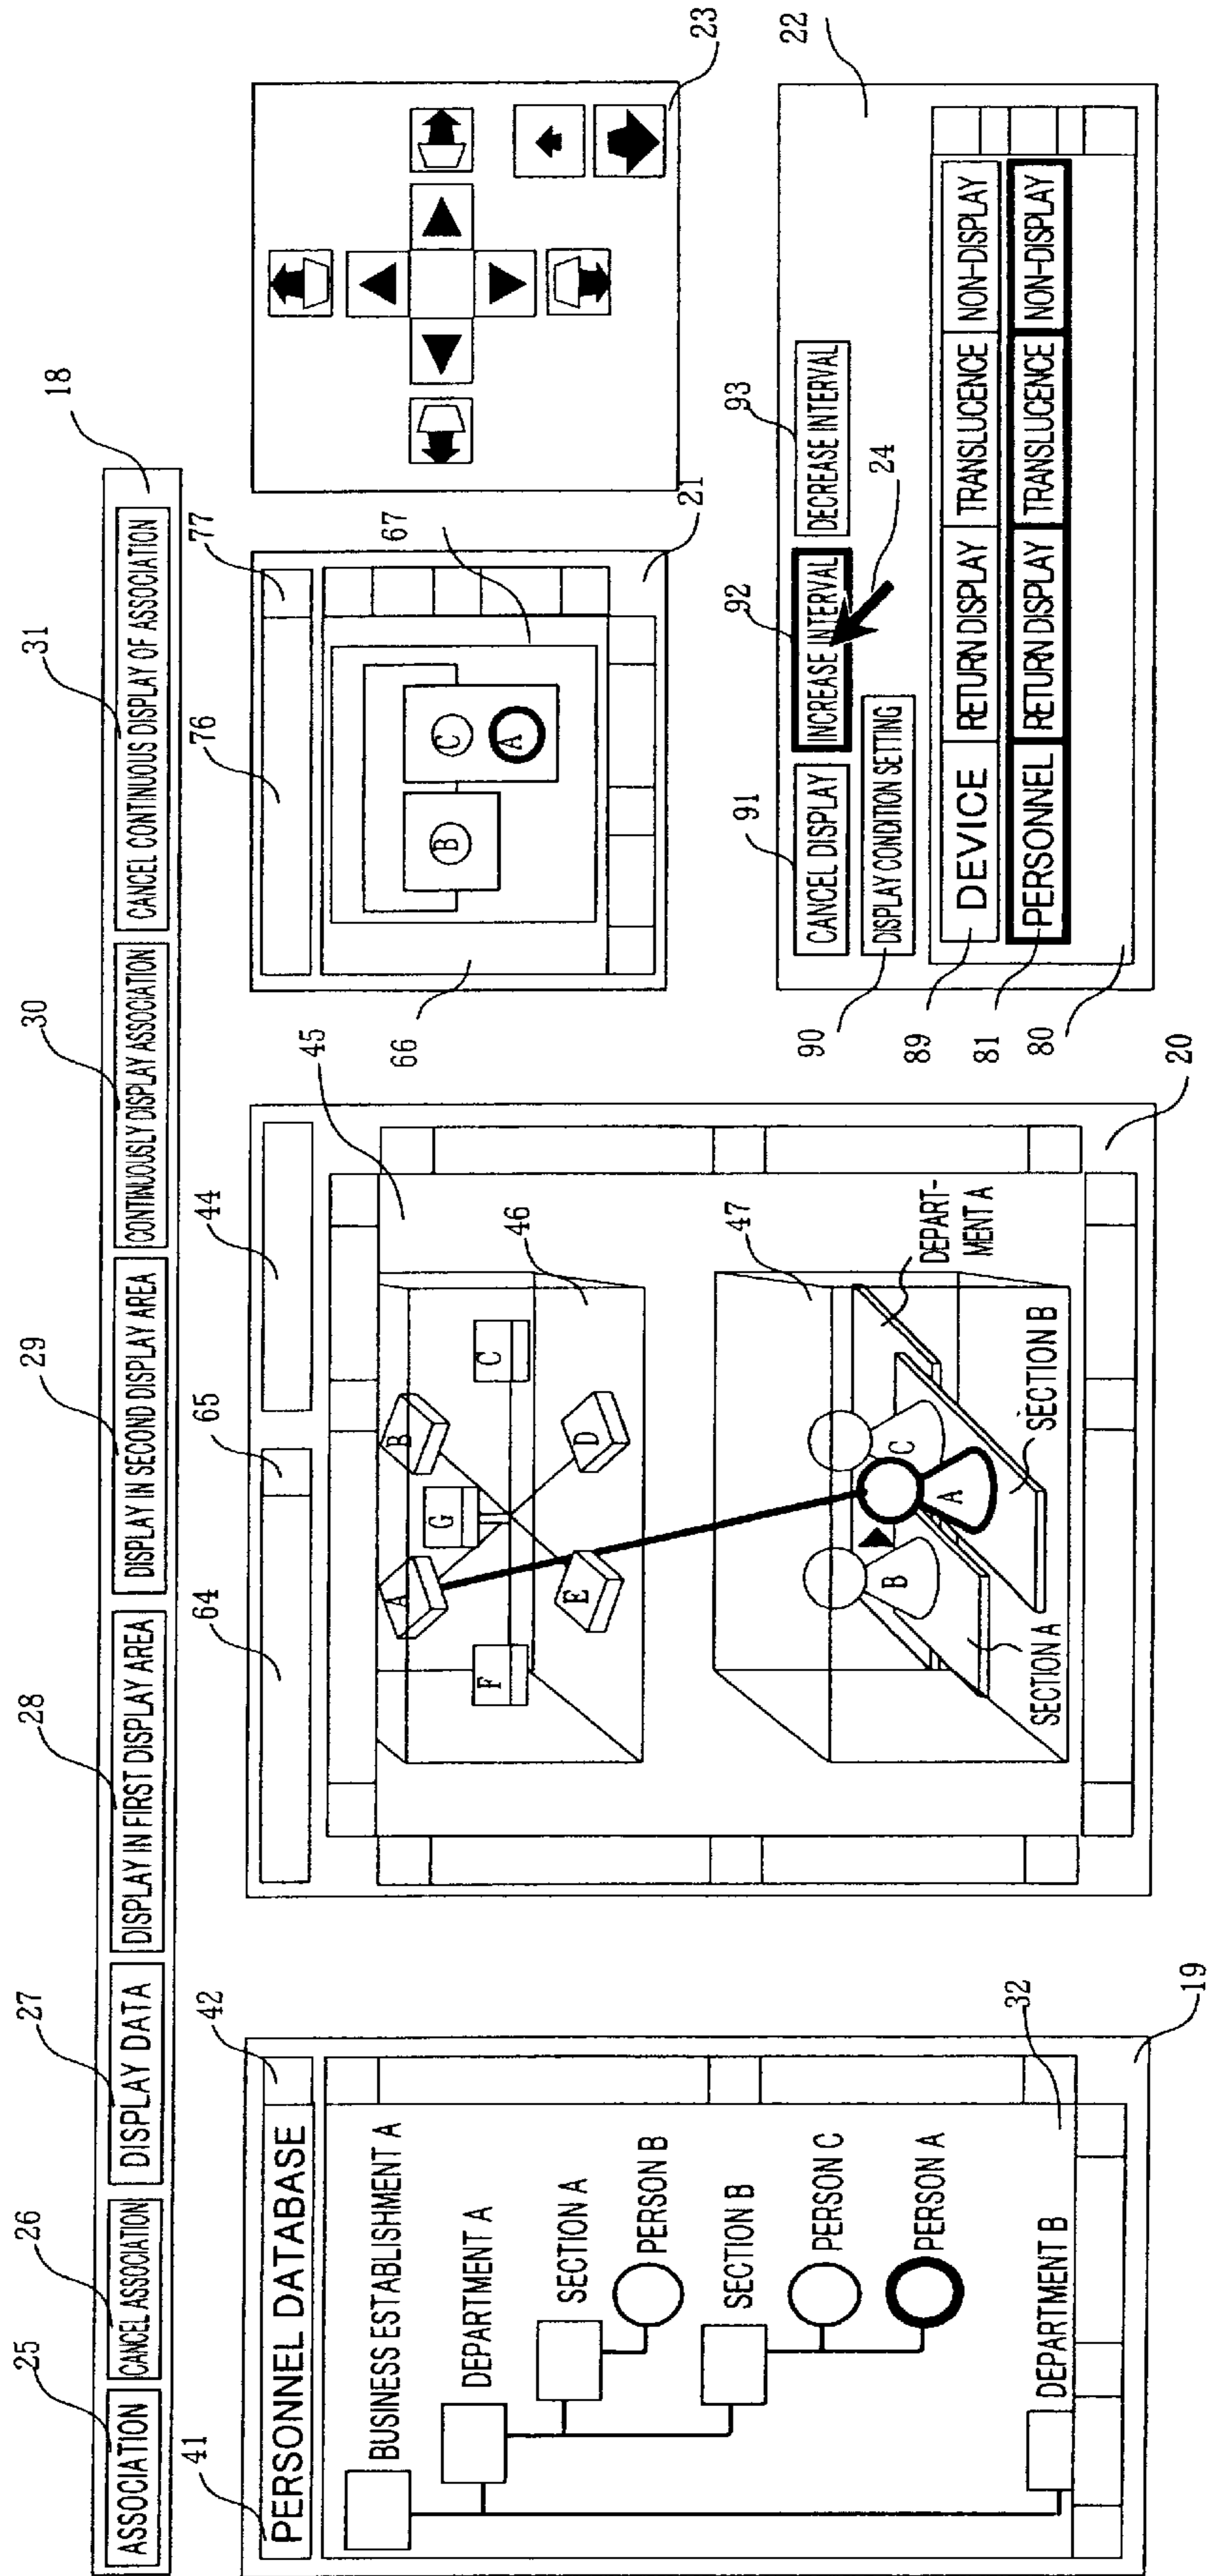 25
26
27
28
29
30
31
18
ASSOCIATION
CANCEL ASSOCIATION
DISPLAY DATA
DISPLAY IN FIRST DISPLAY AREA
DISPLAY IN SECOND DISPLAY AREA
CONTINUOUSLY DISPLAY ASSOCIATION
CANCEL CONTINUOUS DISPLAY OF ASSOCIATION
41
42
PERSONNEL DATABASE
BUSINESS ESTABLISHMENT A
DEPARTMENT A
SECTION A
PERSON B
SECTION B
PERSON C
PERSON A
DEPARTMENT B
32
19
64
65
44
45
A
B
G
F
C
E
D
46
47
B
C
A
DEPART-
MENT A
SECTION A
SECTION B
20
76
77
B
C
A
66
67
21
23
91
92
93
22
CANCEL DISPLAY
INCREASE INTERVAL
DECREASE INTERVAL
24
90
DISPLAY CONDITION SETTING
89
DEVICE
RETURN DISPLAY
TRANSLUCENCE
NON-DISPLAY
81
PERSONNEL
RETURN DISPLAY
TRANSLUCENCE
NON-DISPLAY
80